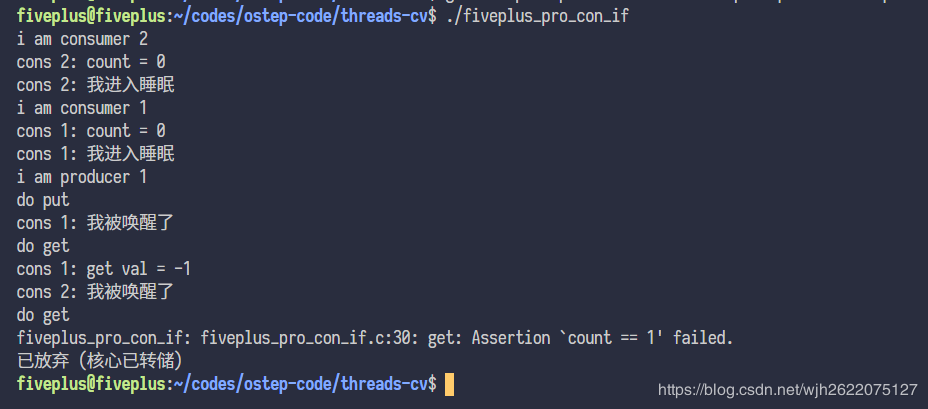 fiveplus@fiveplus:~/codes/ostep-code/threads-cv$ ./fiveplus_pro_con_if
i am consumer 2
cons 2: count = 0
cons 2: 我进入睡眠
i am consumer 1
cons 1: count = 0
cons 1: 我进入睡眠
i am producer 1
do put
cons 1: 我被唤醒了
do get
cons 1: get val = -1
cons 2: 我被唤醒了
do get
fiveplus_pro_con_if: fiveplus_pro_con_if.c:30: get: Assertion `count == 1' failed.
已放弃 (核心已转储)
fiveplus@fiveplus:~/codes/ostep-code/threads-cv$
https://blog.csdn.net/wjh2622075127